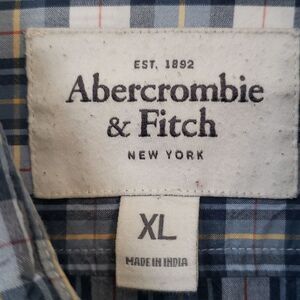 EST. 1892
Abercrombie
& Fitch
NEW YORK
XL
MADE IN INDIA